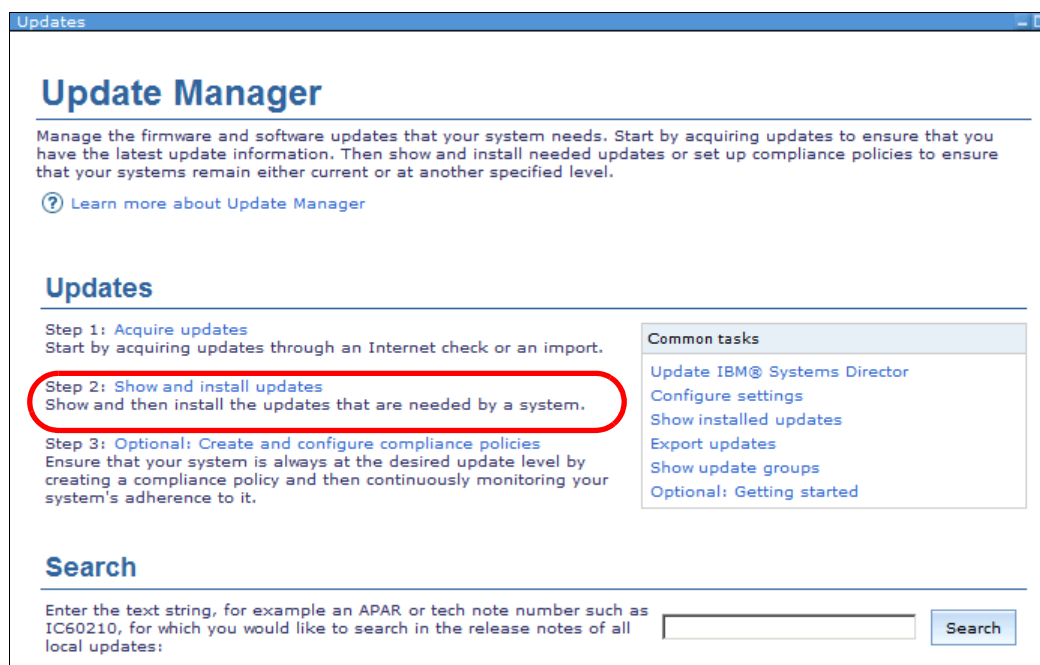 Updates
Update Manager
Manage the firmware and software updates that your system needs. Start by acquiring updates to ensure that you
have the latest update information. Then show and install needed updates or set up compliance policies to ensure
that your systems remain either current or at another specified level.
? Learn more about Update Manager
Updates
Step 1: Acquire updates
Start by acquiring updates through an Internet check or an import.
Step 2: Show and install updates
Show and then install the updates that are needed by a system.
Step 3: Optional: Create and configure compliance policies
Ensure that your system is always at the desired update level by
creating a compliance policy and then continuously monitoring your
system's adherence to it.
Common tasks
Update IBM® Systems Director
Configure settings
Show installed updates
Export updates
Show update groups
Optional: Getting started
Search
Enter the text string, for example an APAR or tech note number such as
IC60210, for which you would like to search in the release notes of all
local updates:
Search